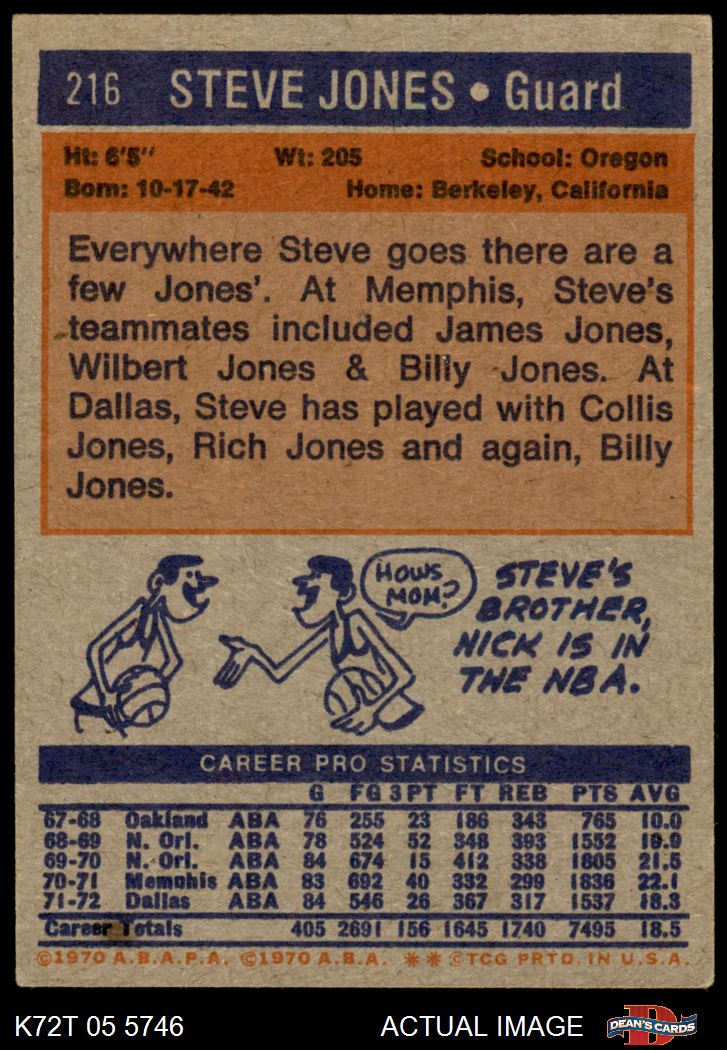 216 STEVE JONES • Guard
Ht: 6'5" Wt: 205 School: Oregon
Born: 10-17-42 Home: Berkeley, California
Everywhere Steve goes there are a
few Jones'. At Memphis, Steve's
teammates included James Jones,
Wilbert Jones & Billy Jones. At
Dallas, Steve has played with Collis
Jones, Rich Jones and again, Billy
Jones.
HOWS
MOM?
STEVE'S
BROTHER,
NICK IS IN
THE NBA.
CAREER PRO STATISTICS
G FG 3PT FT REB PTS AVG
67-68 Oakland ABA 76 255 23 186 343 765 10.0
68-69 N. Orl. ABA 78 524 52 348 393 1552 19.9
69-70 N. Orl. ABA 84 674 15 412 338 1805 21.5
70-71 Memphis ABA 83 692 40 332 299 1836 22.1
71-72 Dallas ABA 84 546 26 367 317 1537 18.3
Career Totals 405 2691 156 1645 1740 7495 18.5
©1970 A.B.A.P.A. ©1970 A.B.A. ** ©TCG PRTD. IN U.S.A.
K72T 05 5746 ACTUAL IMAGE DEAN'S CARDS